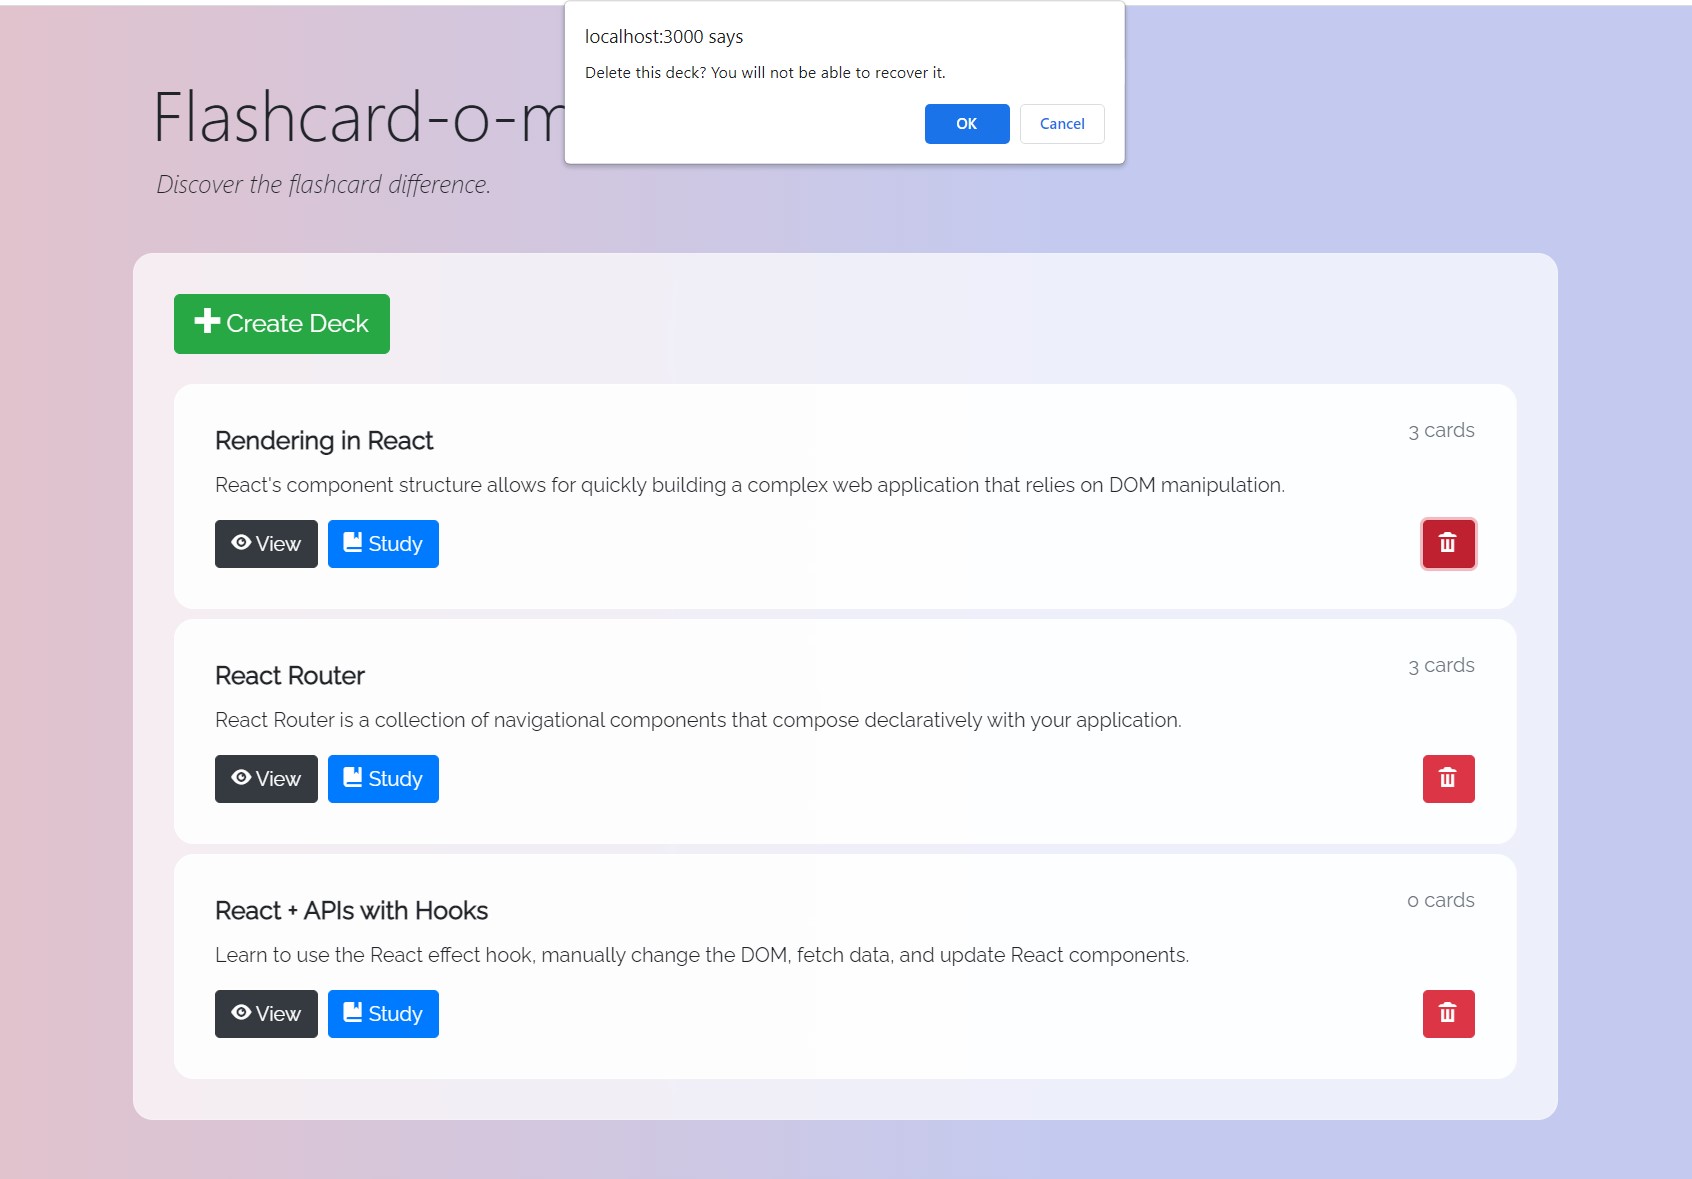 localhost:3000 says
Delete this deck? You will not be able to recover it.
OK Cancel
Flashcard-o-m
Discover the flashcard difference.
Create Deck
Rendering in React
3 cards
React's component structure allows for quickly building a complex web application that relies on DOM manipulation.
View Study
React Router
3 cards
React Router is a collection of navigational components that compose declaratively with your application.
View Study
React + APIs with Hooks
0 cards
Learn to use the React effect hook, manually change the DOM, fetch data, and update React components.
View Study